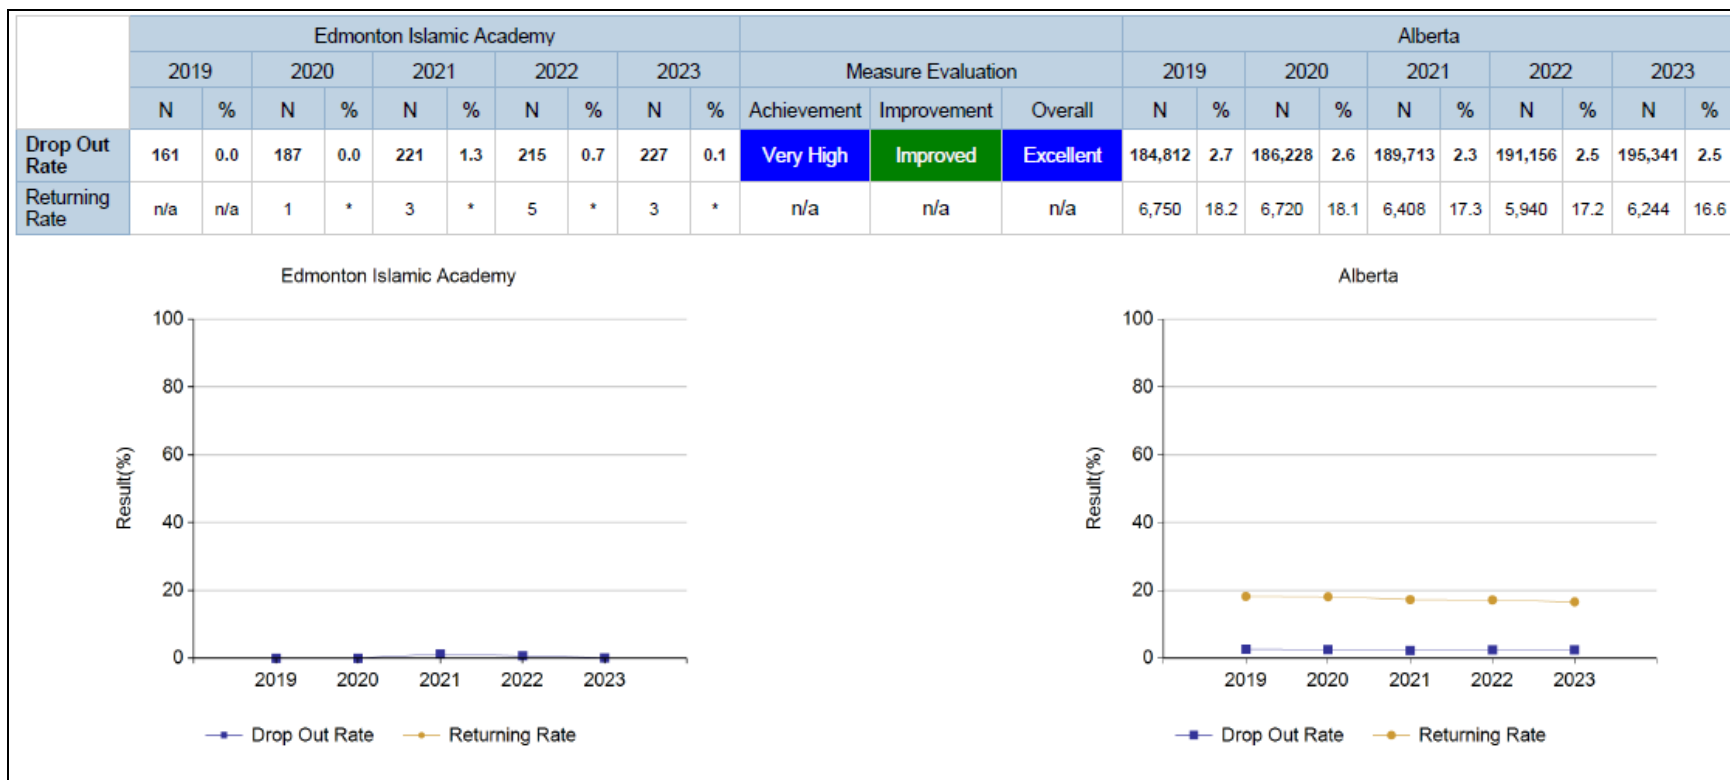 Edmonton Islamic Academy Alberta
2019 2020 2021 2022 2023 Measure Evaluation 2019 2020 2021 2022 2023
N % N % N % N % N % Achievement Improvement Overall N % N % N % N % N %
Drop Out Rate 161 0.0 187 0.0 221 1.3 215 0.7 227 0.1 Very High Improved Excellent 184,812 2.7 186,228 2.6 189,713 2.3 191,156 2.5 195,341 2.5
Returning Rate n/a n/a 1 * 3 * 5 * 3 * n/a n/a n/a 6,750 18.2 6,720 18.1 6,408 17.3 5,940 17.2 6,244 16.6
Edmonton Islamic Academy
100
80
60
40
20
0
Result(%)
2019 2020 2021 2022 2023
Drop Out Rate Returning Rate
Alberta
100
80
60
40
20
0
Result(%)
2019 2020 2021 2022 2023
Drop Out Rate Returning Rate